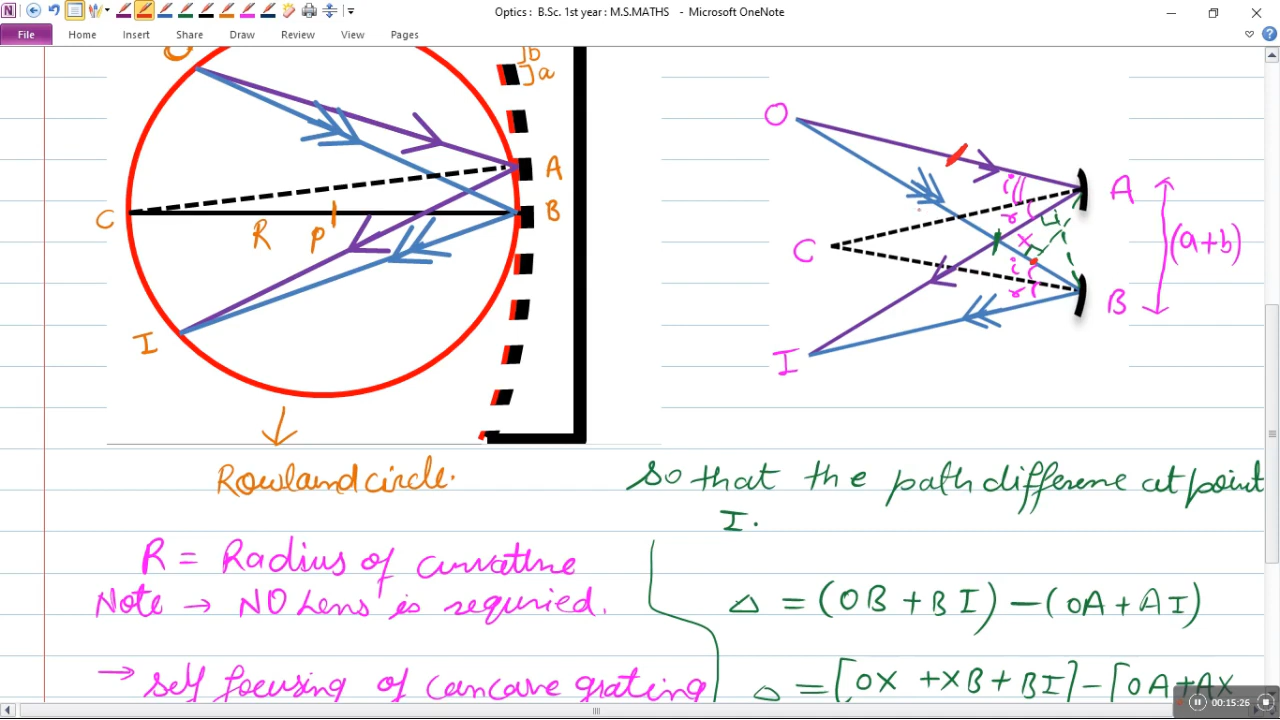 Optics : B.Sc. 1st year : M.S.MATHS - Microsoft OneNote
File Home Insert Share Draw Review View Pages
b
a
A
B
C
R
P
I
O
A
i
r
X
C
i
r
B
(a+b)
I
Rowland circle.
so that the path difference at point
I.
R = Radius of curvature
Note → NO Lens is requried.
→ self focusing of concave grating
△ = (OB + BI) - (OA + AI)
△ = [OX + XB + BI] - [OA + AX
00:15:26